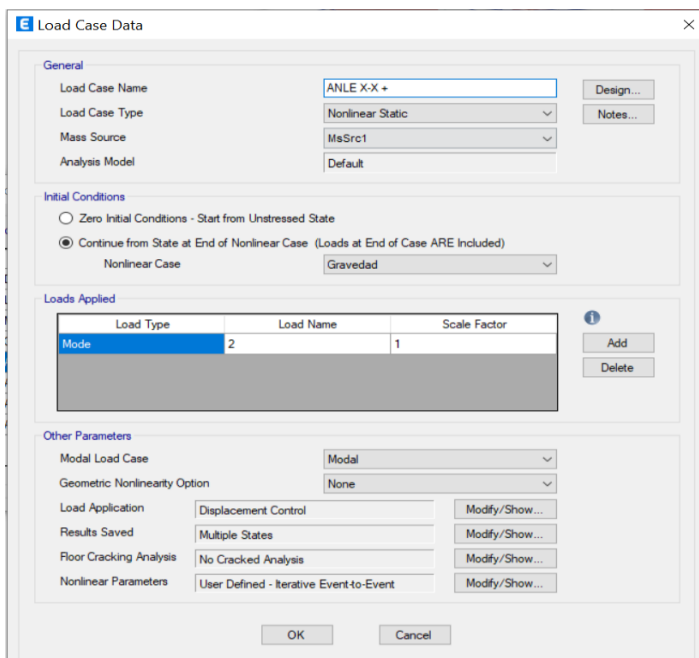 E Load Case Data
General
Load Case Name ANLE X-X + Design...
Load Case Type Nonlinear Static Notes...
Mass Source MsSrc1
Analysis Model Default
Initial Conditions
Zero Initial Conditions - Start from Unstressed State
Continue from State at End of Nonlinear Case (Loads at End of Case ARE Included)
Nonlinear Case Gravedad
Loads Applied
Load Type Load Name Scale Factor
Mode 2 1
Add
Delete
Other Parameters
Modal Load Case Modal
Geometric Nonlinearity Option None
Load Application Displacement Control Modify/Show...
Results Saved Multiple States Modify/Show...
Floor Cracking Analysis No Cracked Analysis Modify/Show...
Nonlinear Parameters User Defined - Iterative Event-to-Event Modify/Show...
OK Cancel